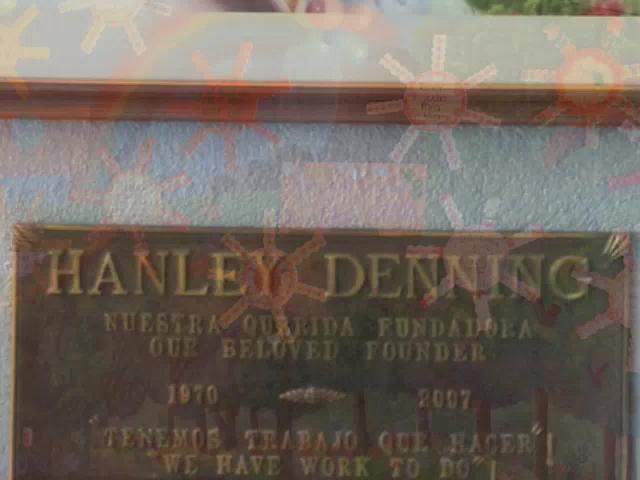 HANLEY DENNING
NUESTRA QUERIDA FUNDADORA
OUR BELOVED FOUNDER
1970 2007
"TENEMOS TRABAJO QUE HACER"!
"WE HAVE WORK TO DO"!